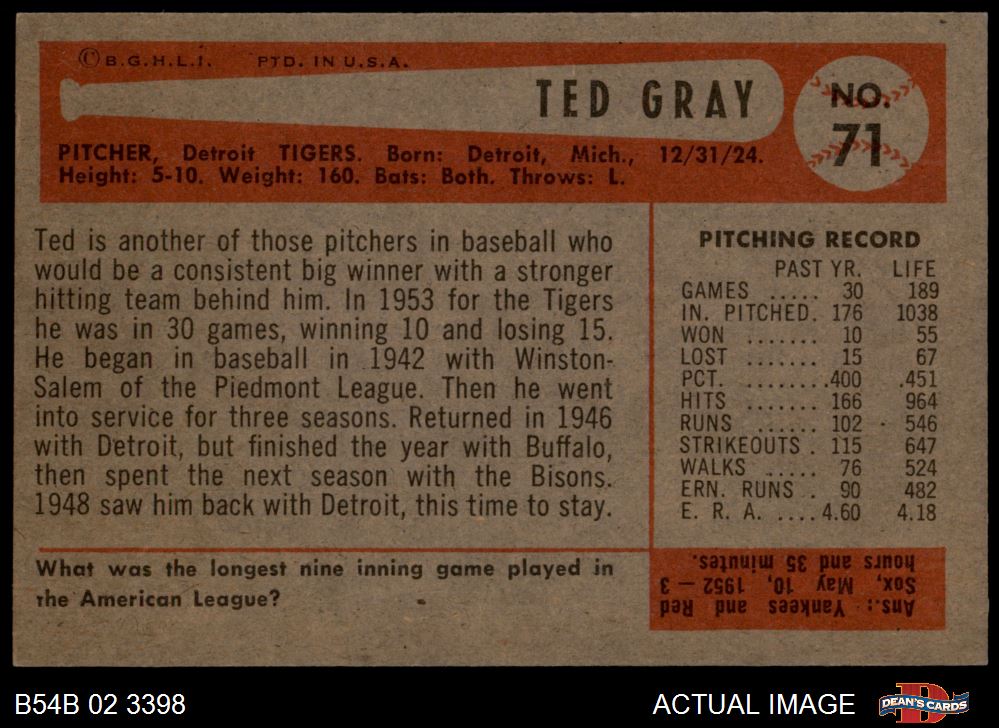 ©B.G.H.L.I. PTD. IN U.S.A.
TED GRAY
NO.
71
PITCHER, Detroit TIGERS. Born: Detroit, Mich., 12/31/24.
Height: 5-10. Weight: 160. Bats: Both. Throws: L.
Ted is another of those pitchers in baseball who
would be a consistent big winner with a stronger
hitting team behind him. In 1953 for the Tigers
he was in 30 games, winning 10 and losing 15.
He began in baseball in 1942 with Winston-
Salem of the Piedmont League. Then he went
into service for three seasons. Returned in 1946
with Detroit, but finished the year with Buffalo,
then spent the next season with the Bisons.
1948 saw him back with Detroit, this time to stay.
PITCHING RECORD
PAST YR. LIFE
GAMES ..... 30 189
IN. PITCHED. 176 1038
WON ....... 10 55
LOST ....... 15 67
PCT. ........400 .451
HITS ....... 166 964
RUNS ...... 102 546
STRIKEOUTS . 115 647
WALKS ..... 76 524
ERN. RUNS . 90 482
E. R. A. ....4.60 4.18
What was the longest nine inning game played in
the American League?
Ans.: Yankees and Red
Sox, May 10, 1952 — 3
hours and 35 minutes.
B54B 02 3398
ACTUAL IMAGE
DEAN'S CARDS